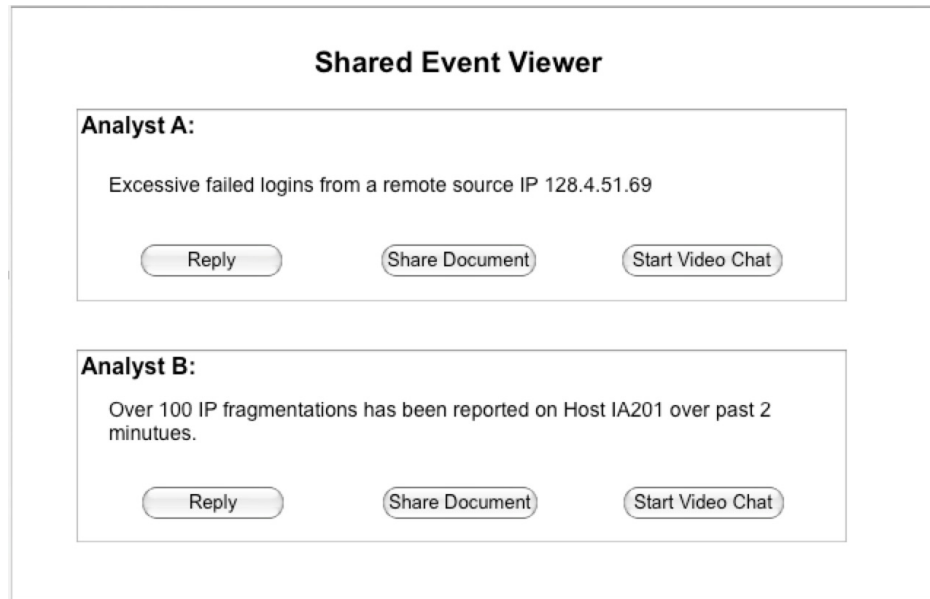 Shared Event Viewer
Analyst A:
Excessive failed logins from a remote source IP 128.4.51.69
Reply
Share Document
Start Video Chat
Analyst B:
Over 100 IP fragmentations has been reported on Host IA201 over past 2
minutues.
Reply
Share Document
Start Video Chat